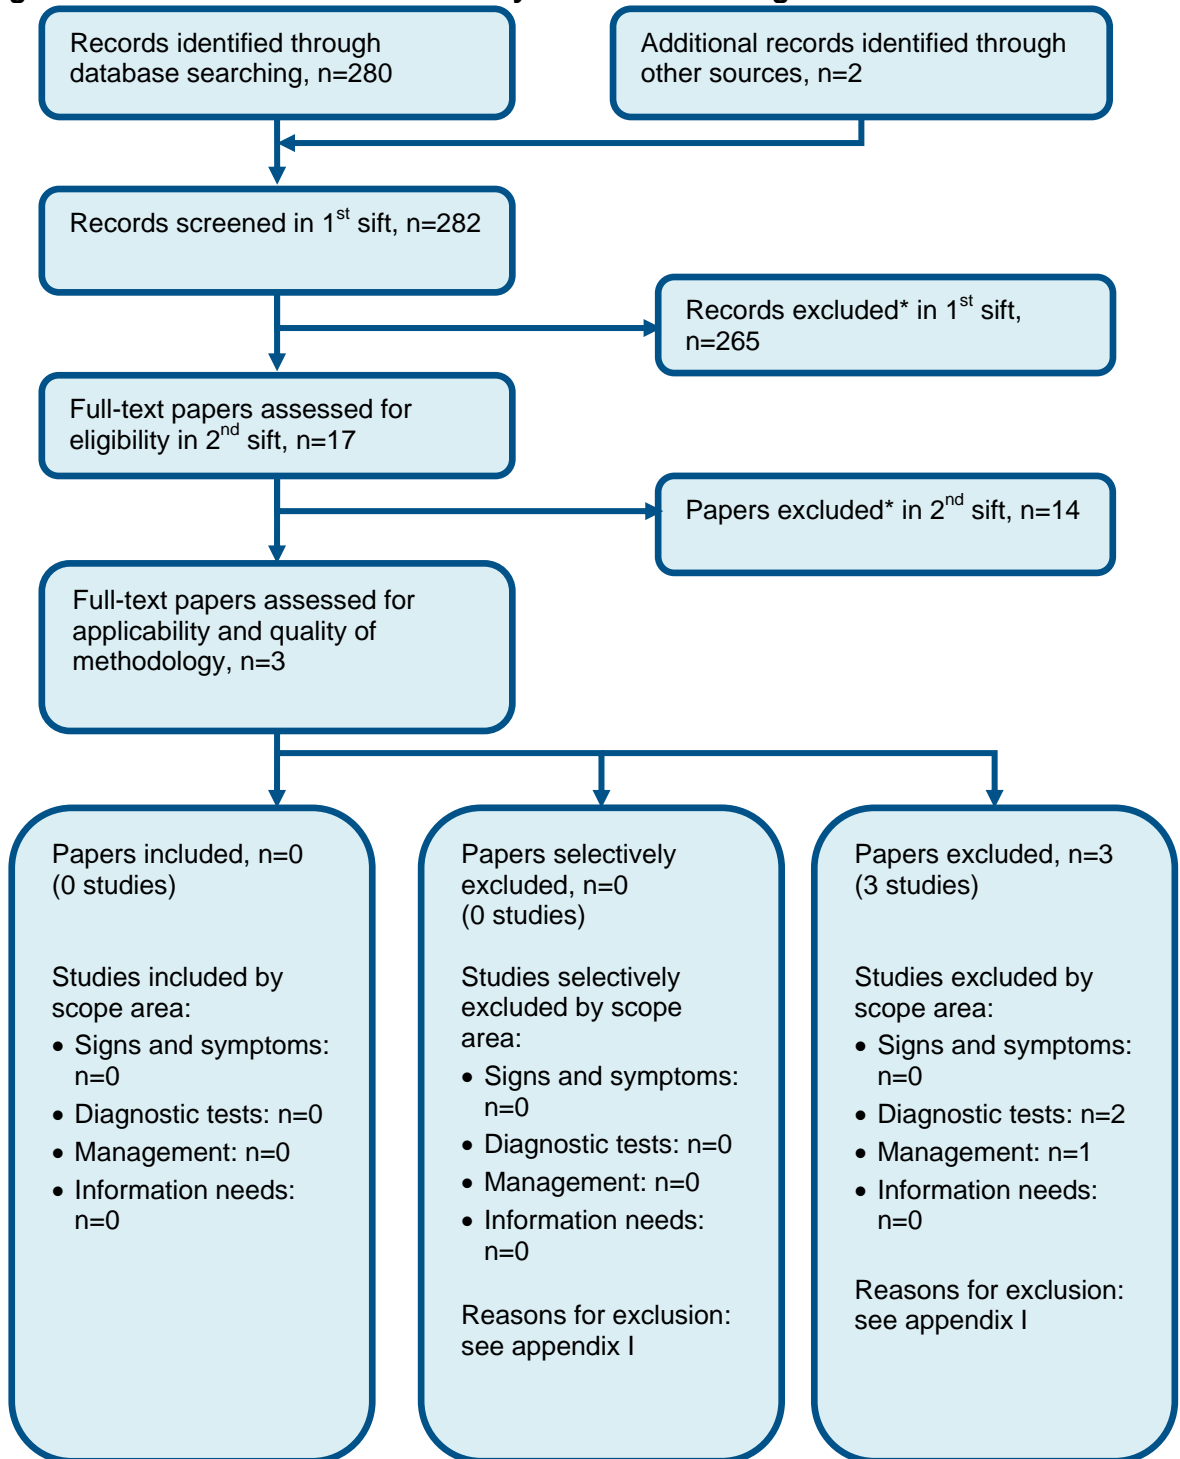 Records identified through
database searching, n=280
Additional records identified through
other sources, n=2
Records screened in 1st sift, n=282
Records excluded* in 1st sift,
n=265
Full-text papers assessed for
eligibility in 2nd sift, n=17
Papers excluded* in 2nd sift, n=14
Full-text papers assessed for
applicability and quality of
methodology, n=3
Papers included, n=0
(0 studies)
Studies included by
scope area:
• Signs and symptoms:
n=0
• Diagnostic tests: n=0
• Management: n=0
• Information needs:
n=0
Papers selectively
excluded, n=0
(0 studies)
Studies selectively
excluded by scope
area:
• Signs and symptoms:
n=0
• Diagnostic tests: n=0
• Management: n=0
• Information needs:
n=0
Reasons for exclusion:
see appendix I
Papers excluded, n=3
(3 studies)
Studies excluded by
scope area:
• Signs and symptoms:
n=0
• Diagnostic tests: n=2
• Management: n=1
• Information needs:
n=0
Reasons for exclusion:
see appendix I